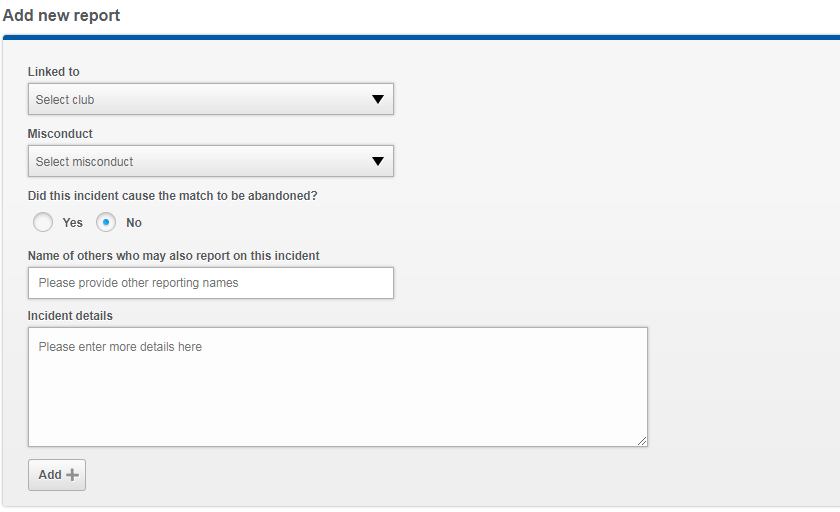 Add new report
Linked to
Select club
Misconduct
Select misconduct
Did this incident cause the match to be abandoned?
Yes No
Name of others who may also report on this incident
Please provide other reporting names
Incident details
Please enter more details here
Add +